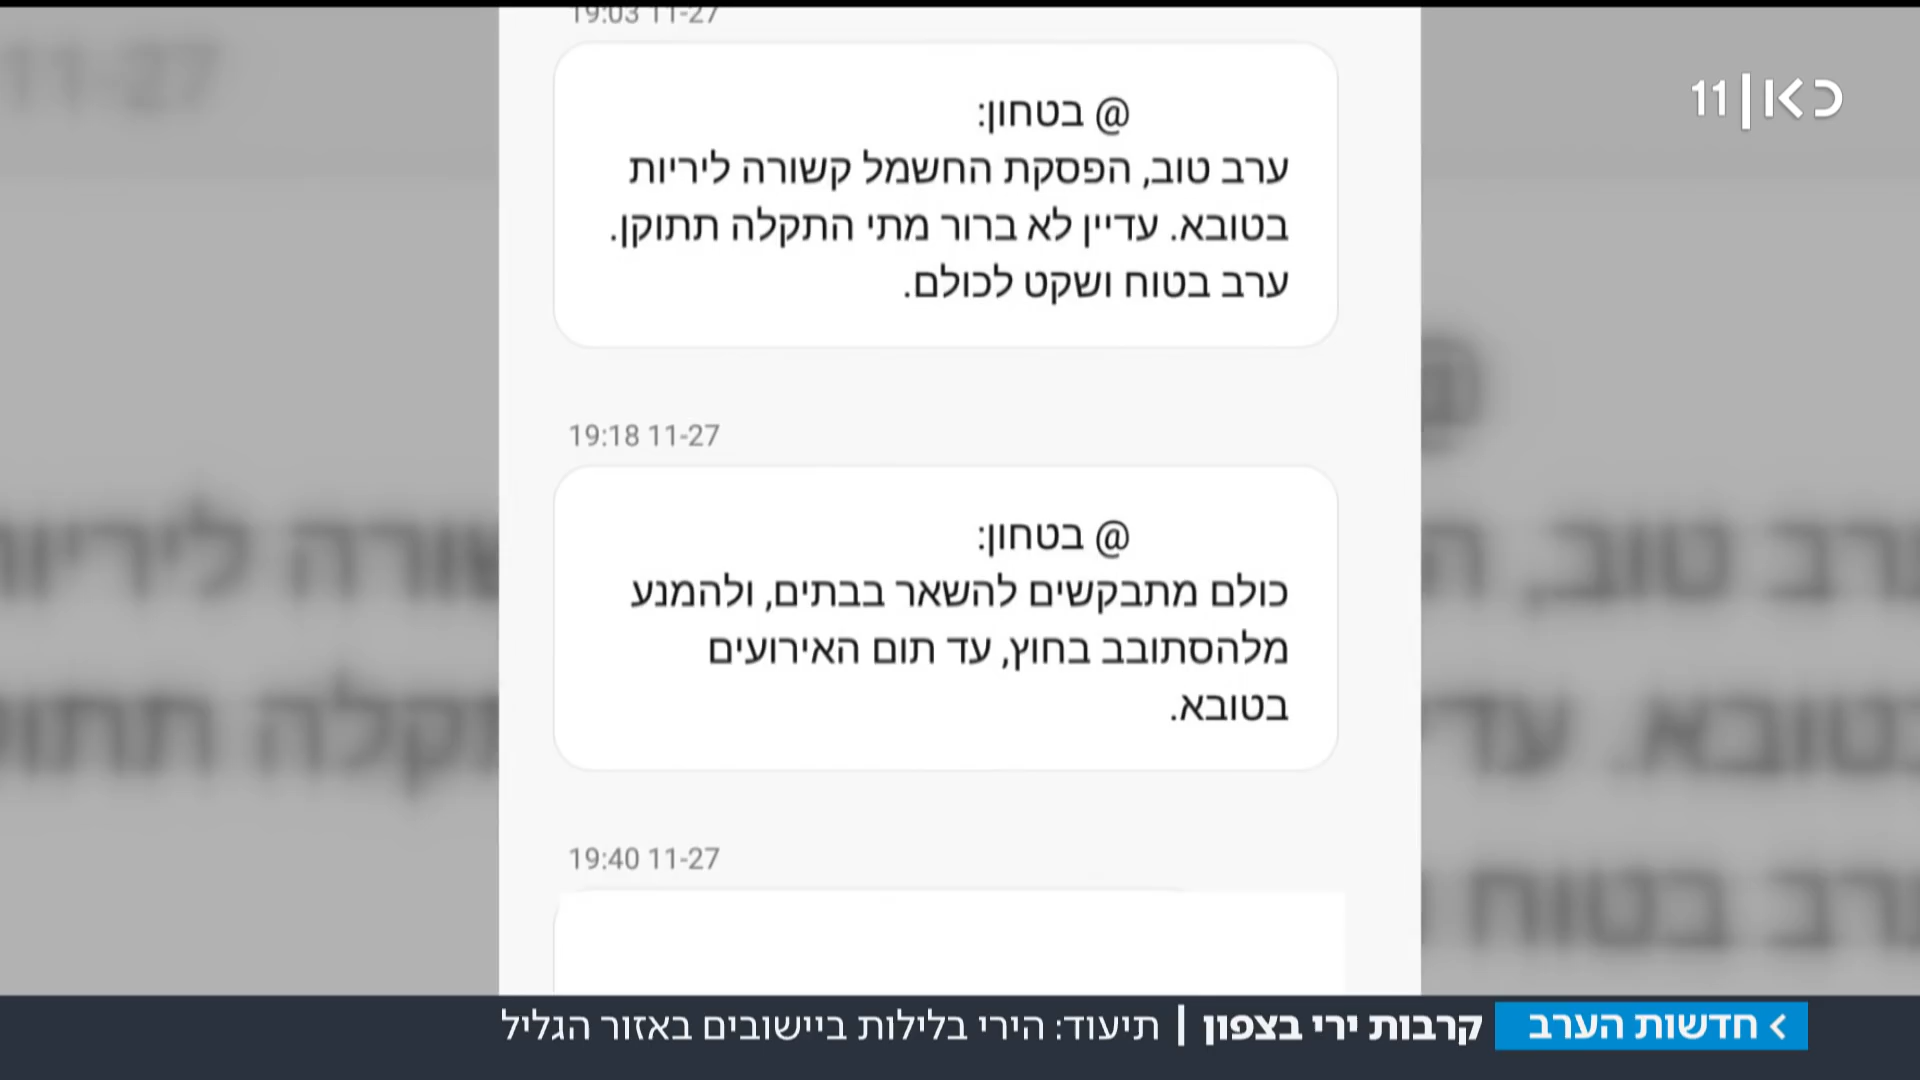 19:03 11-27
@ בטחון:
ערב טוב, הפסקת החשמל קשורה ליריות
בטובא. עדיין לא ברור מתי התקלה תתוקן.
ערב בטוח ושקט לכולם.
19:18 11-27
@ בטחון:
כולם מתבקשים להשאר בבתים, ולהמנע
מלהסתובב בחוץ, עד תום האירועים
בטובא.
19:40 11-27
כאן|11
חדשות הערב
קרבות ירי בצפון | תיעוד: הירי בלילות ביישובים באזור הגליל